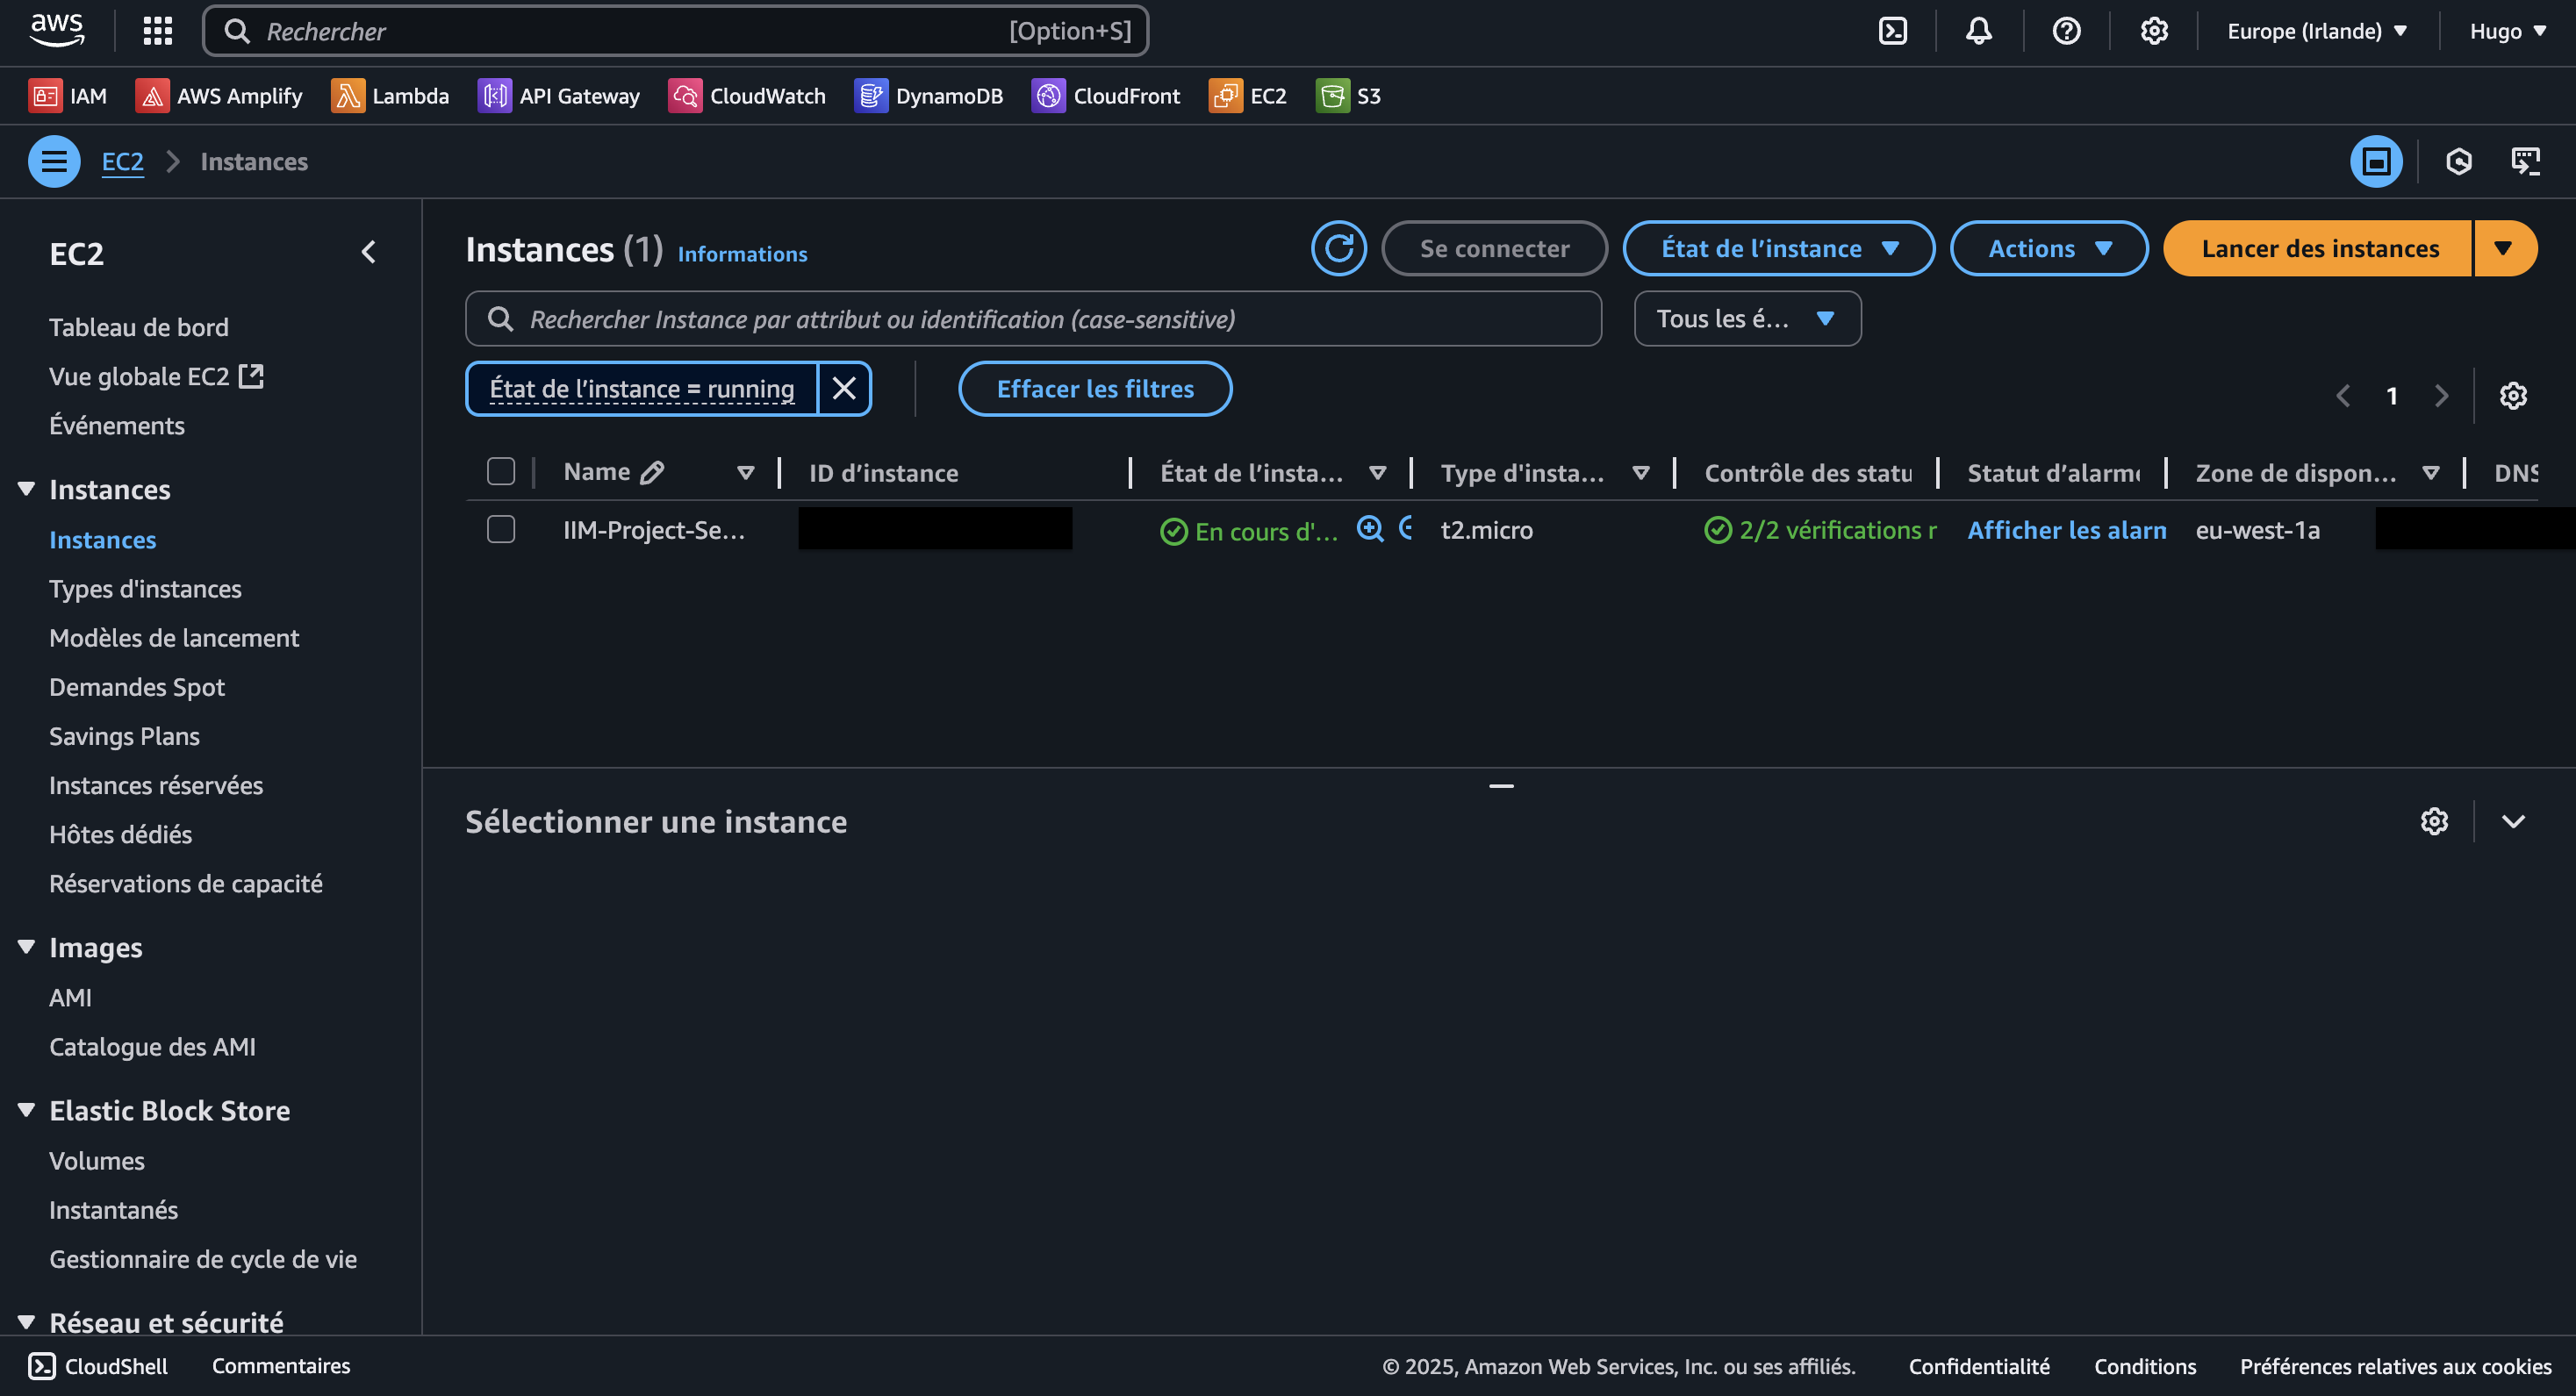 aws
Rechercher [Option+S] Europe (Irlande) Hugo
IAM AWS Amplify Lambda API Gateway CloudWatch DynamoDB CloudFront EC2 S3
EC2 Instances
EC2
Tableau de bord
Vue globale EC2
Événements
Instances
Instances
Types d'instances
Modèles de lancement
Demandes Spot
Savings Plans
Instances réservées
Hôtes dédiés
Réservations de capacité
Images
AMI
Catalogue des AMI
Elastic Block Store
Volumes
Instantanés
Gestionnaire de cycle de vie
Réseau et sécurité
Instances (1) Informations Se connecter État de l’instance Actions Lancer des instances
Rechercher Instance par attribut ou identification (case-sensitive) Tous les é…
État de l’instance = running Effacer les filtres 1
Name ID d’instance État de l’insta… Type d'insta… Contrôle des statu Statut d’alarme Zone de dispon… DNS
IIM-Project-Se… En cours d'… t2.micro 2/2 vérifications r Afficher les alarm eu-west-1a
Sélectionner une instance
CloudShell Commentaires © 2025, Amazon Web Services, Inc. ou ses affiliés. Confidentialité Conditions Préférences relatives aux cookies